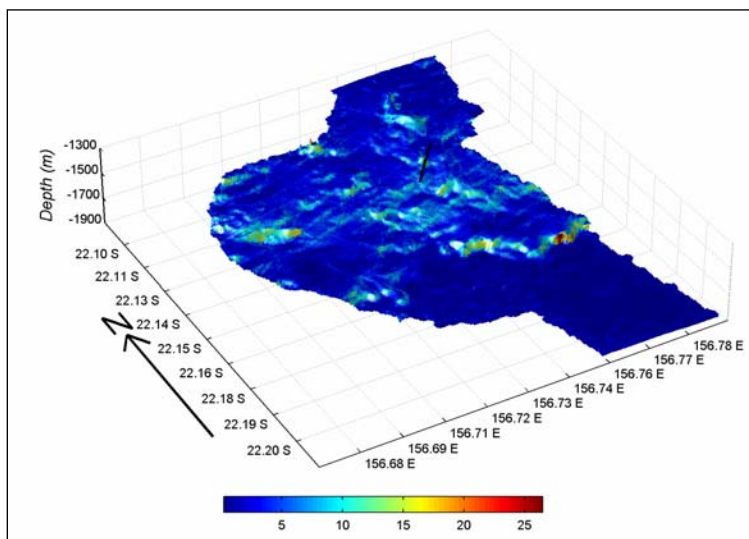 Depth (m)
-1300
-1500
-1700
-1900
22.10 S
22.11 S
22.13 S
22.14 S
22.15 S
22.16 S
22.18 S
22.19 S
22.20 S
N
156.68 E
156.69 E
156.71 E
156.72 E
156.73 E
156.74 E
156.76 E
156.77 E
156.78 E
5
10
15
20
25